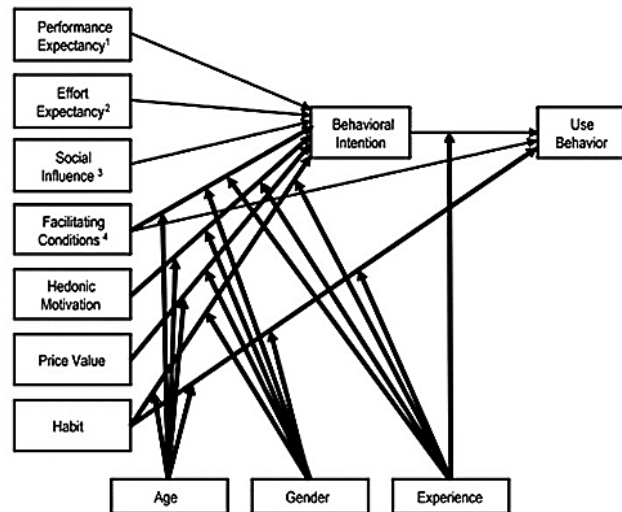 Performance
Expectancy¹
Effort
Expectancy²
Social
Influence ³
Facilitating
Conditions ⁴
Hedonic
Motivation
Price Value
Habit
Behavioral
Intention
Use
Behavior
Age
Gender
Experience